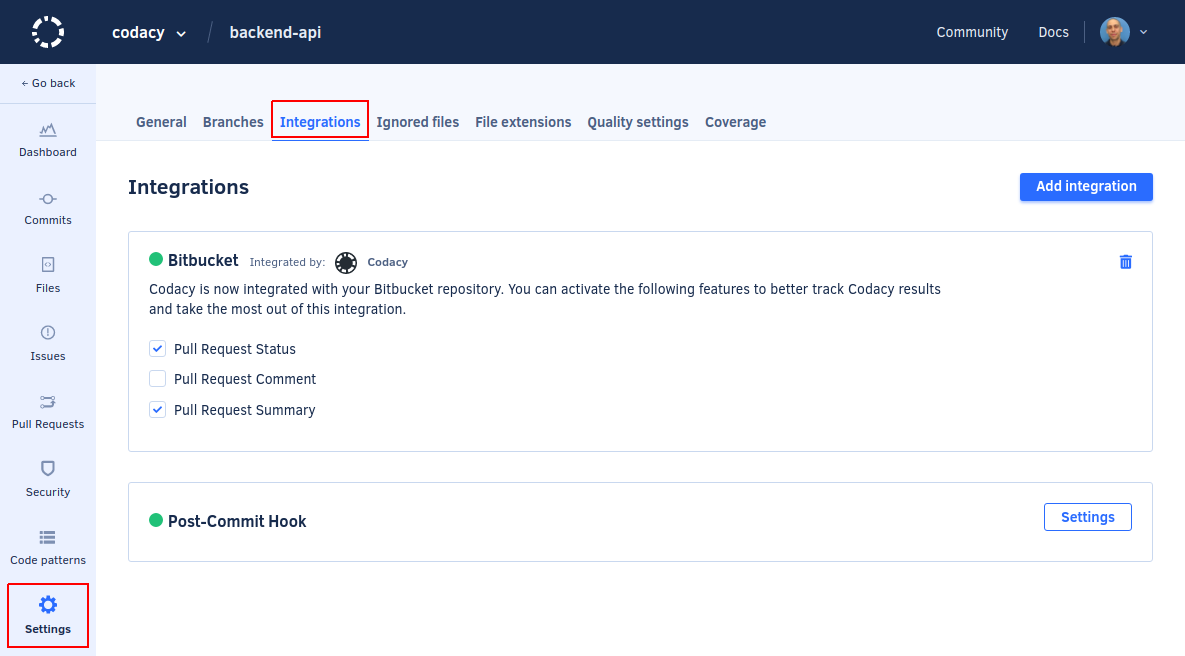 codacy / backend-api
Community Docs
← Go back
Dashboard
Commits
Files
Issues
Pull Requests
Security
Code patterns
Settings
General Branches Integrations Ignored files File extensions Quality settings Coverage
Integrations
Add integration
Bitbucket Integrated by: Codacy
Codacy is now integrated with your Bitbucket repository. You can activate the following features to better track Codacy results
and take the most out of this integration.
Pull Request Status
Pull Request Comment
Pull Request Summary
Post-Commit Hook
Settings